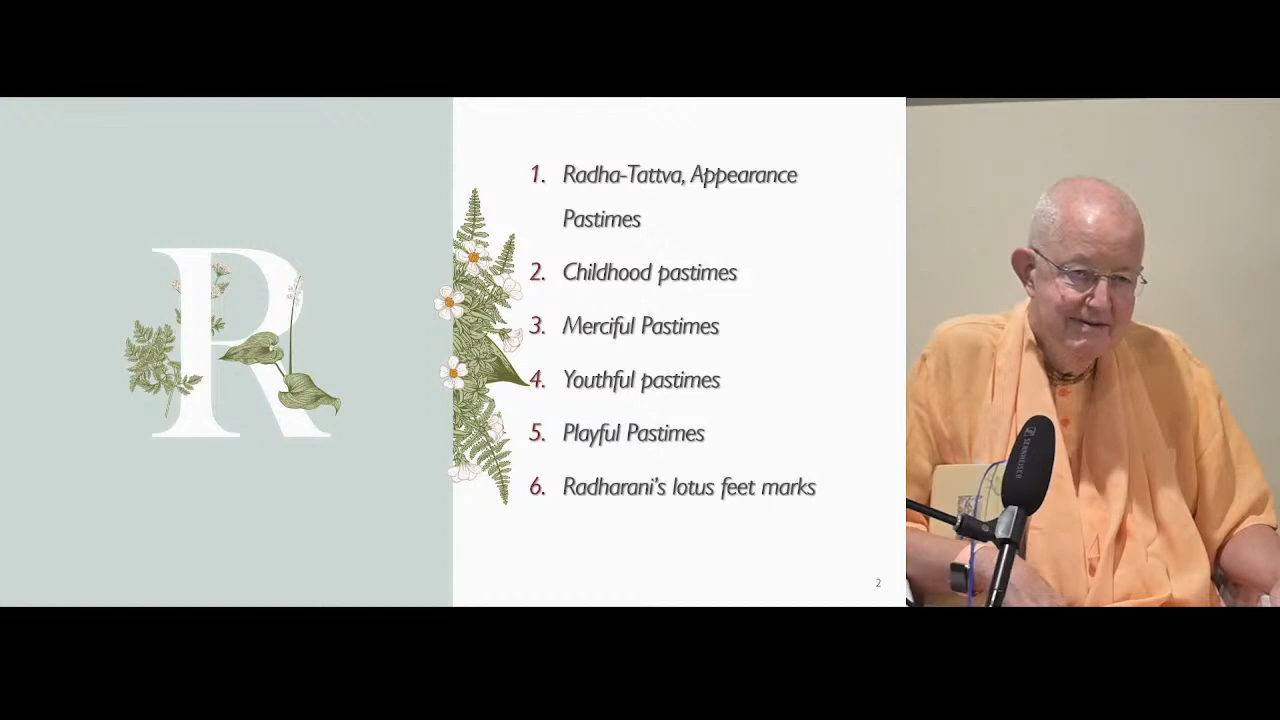 R
1. Radha-Tattva, Appearance
Pastimes
2. Childhood pastimes
3. Merciful Pastimes
4. Youthful pastimes
5. Playful Pastimes
6. Radharani's lotus feet marks
2
SENNHEISER